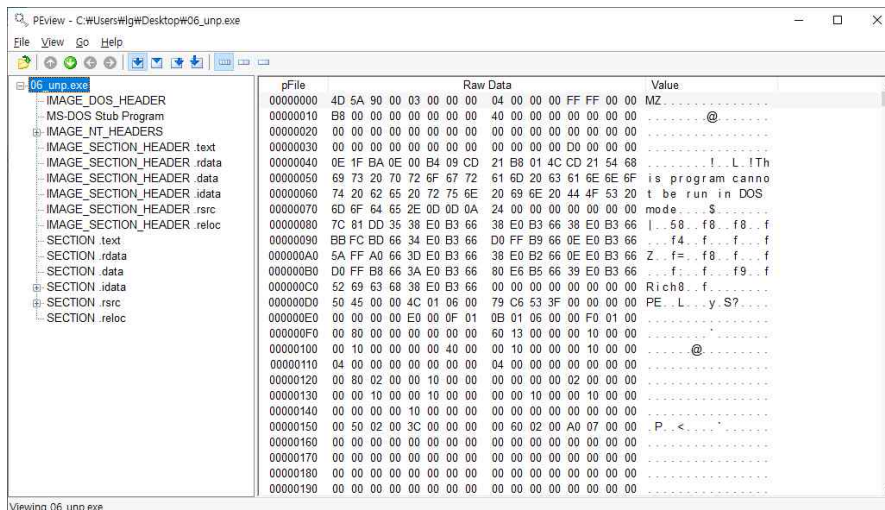 PEview - C:₩Users₩lg₩Desktop₩06_unp.exe
File View Go Help
06_unp.exe
IMAGE_DOS_HEADER
MS-DOS Stub Program
IMAGE_NT_HEADERS
IMAGE_SECTION_HEADER .text
IMAGE_SECTION_HEADER .rdata
IMAGE_SECTION_HEADER .data
IMAGE_SECTION_HEADER .idata
IMAGE_SECTION_HEADER .rsrc
IMAGE_SECTION_HEADER .reloc
SECTION .text
SECTION .rdata
SECTION .data
SECTION .idata
SECTION .rsrc
SECTION .reloc
pFile Raw Data Value
00000000 4D 5A 90 00 03 00 00 00 04 00 00 00 FF FF 00 00 MZ..............
00000010 B8 00 00 00 00 00 00 00 40 00 00 00 00 00 00 00 ........@.......
00000020 00 00 00 00 00 00 00 00 00 00 00 00 00 00 00 00 ................
00000030 00 00 00 00 00 00 00 00 00 00 00 00 D0 00 00 00 ................
00000040 0E 1F BA 0E 00 B4 09 CD 21 B8 01 4C CD 21 54 68 ........!..L.!Th
00000050 69 73 20 70 72 6F 67 72 61 6D 20 63 61 6E 6E 6F is program canno
00000060 74 20 62 65 20 72 75 6E 20 69 6E 20 44 4F 53 20 t be run in DOS
00000070 6D 6F 64 65 2E 0D 0D 0A 24 00 00 00 00 00 00 00 mode....$.......
00000080 7C 81 DD 35 38 E0 B3 66 38 E0 B3 66 38 E0 B3 66 |..58..f8..f8..f
00000090 BB FC BD 66 34 E0 B3 66 D0 FF B9 66 0E E0 B3 66 ...f4..f...f...f
000000A0 5A FF A0 66 3D E0 B3 66 38 E0 B2 66 0E E0 B3 66 Z..f=..f8..f...f
000000B0 D0 FF B8 66 3A E0 B3 66 80 E6 B5 66 39 E0 B3 66 ...f:..f...f9..f
000000C0 52 69 63 68 38 E0 B3 66 00 00 00 00 00 00 00 00 Rich8..f........
000000D0 50 45 00 00 4C 01 06 00 79 C6 53 3F 00 00 00 00 PE..L...y.S?....
000000E0 00 00 00 00 E0 00 0F 01 0B 01 06 00 00 F0 01 00 ................
000000F0 00 80 00 00 00 00 00 00 60 13 00 00 00 10 00 00 ........`.......
00000100 00 10 00 00 00 00 40 00 00 10 00 00 00 10 00 00 ......@.........
00000110 04 00 00 00 00 00 00 00 04 00 00 00 00 00 00 00 ................
00000120 00 80 02 00 00 10 00 00 00 00 00 00 02 00 00 00 ................
00000130 00 00 10 00 00 10 00 00 00 00 10 00 00 10 00 00 ................
00000140 00 00 00 00 10 00 00 00 00 00 00 00 00 00 00 00 ................
00000150 00 50 02 00 3C 00 00 00 00 60 02 00 A0 07 00 00 .P..<....`......
00000160 00 00 00 00 00 00 00 00 00 00 00 00 00 00 00 00 ................
00000170 00 00 00 00 00 00 00 00 00 00 00 00 00 00 00 00 ................
00000180 00 00 00 00 00 00 00 00 00 00 00 00 00 00 00 00 ................
00000190 00 00 00 00 00 00 00 00 00 00 00 00 00 00 00 00 ................
Viewing 06_unp.exe